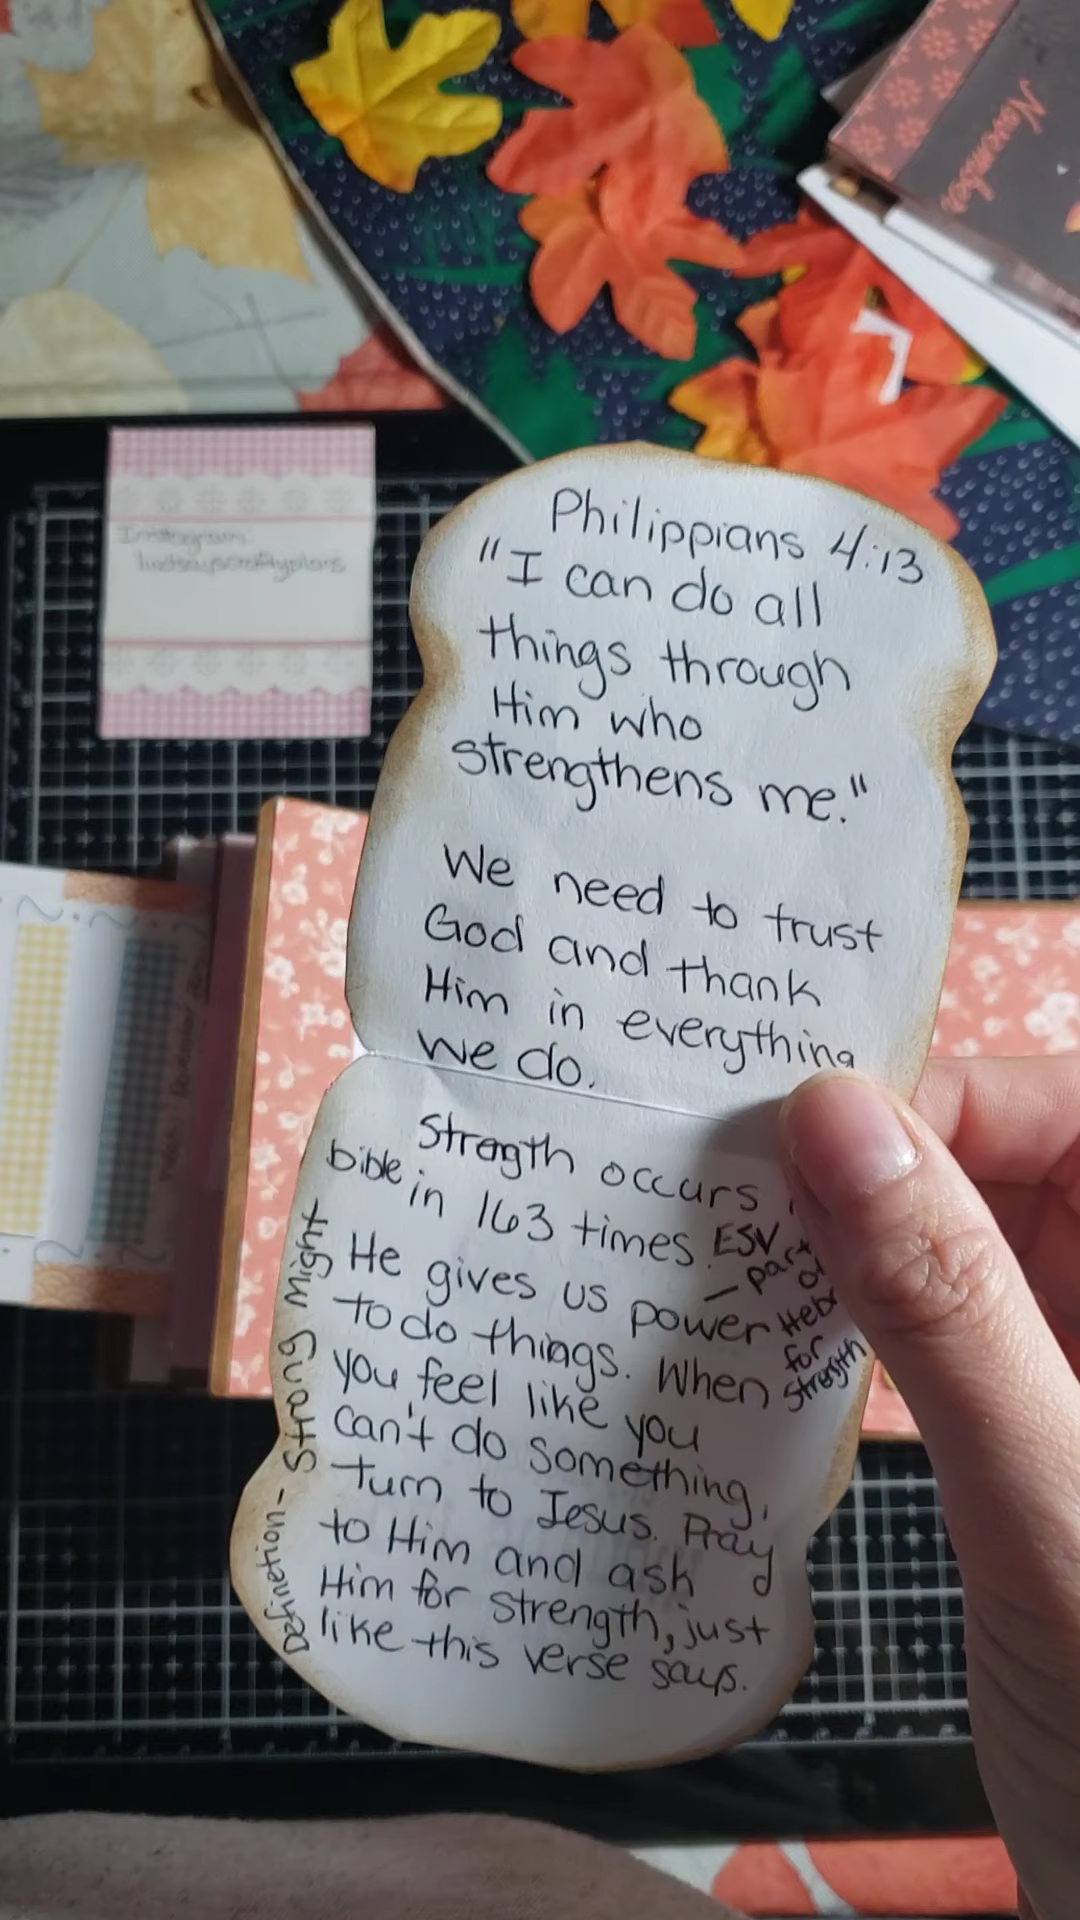 November
Instagram:
Philippians 4:13
"I can do all
things through
Him who
strengthens me."
We need to trust
God and thank
Him in everything
we do.
Strength occurs
bible in 163 times ESV
He gives us power
to do things. When
you feel like you
can't do something,
turn to Jesus. Pray
to Him and ask
Him for strength, just
like this verse says.
– part
of
for
strength
Definetion - Strang might